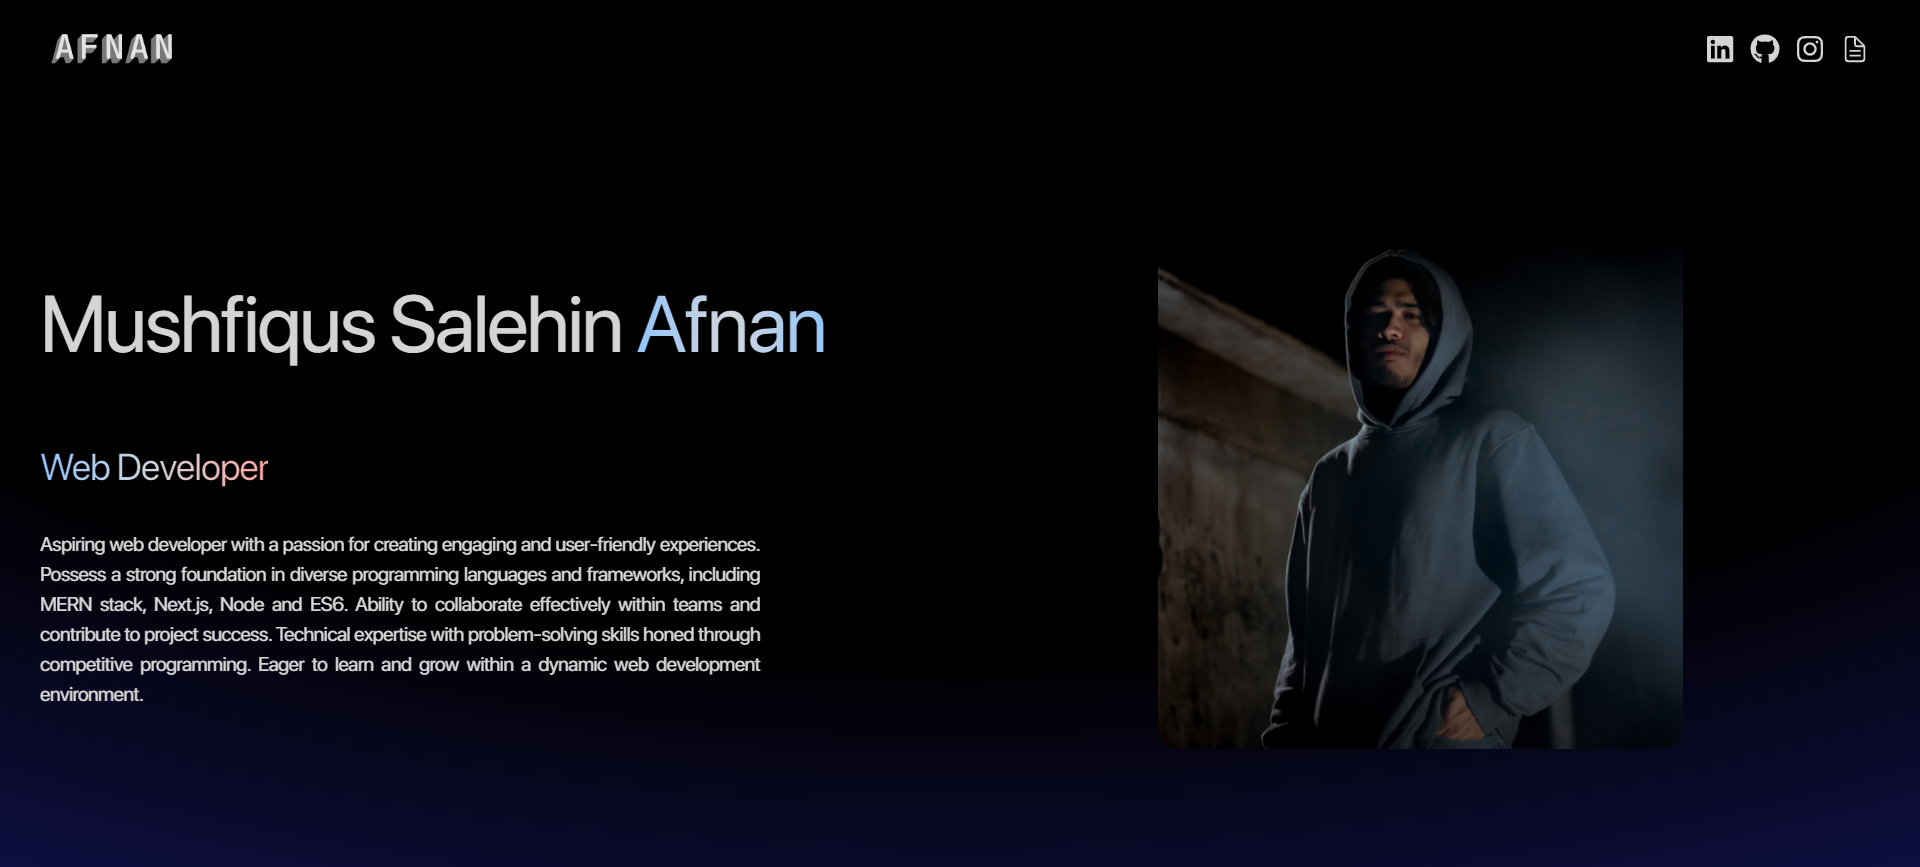 AFNAN
Mushfiqus Salehin Afnan
Web Developer
Aspiring web developer with a passion for creating engaging and user-friendly experiences.
Possess a strong foundation in diverse programming languages and frameworks, including
MERN stack, Next.js, Node and ES6. Ability to collaborate effectively within teams and
contribute to project success. Technical expertise with problem-solving skills honed through
competitive programming. Eager to learn and grow within a dynamic web development
environment.